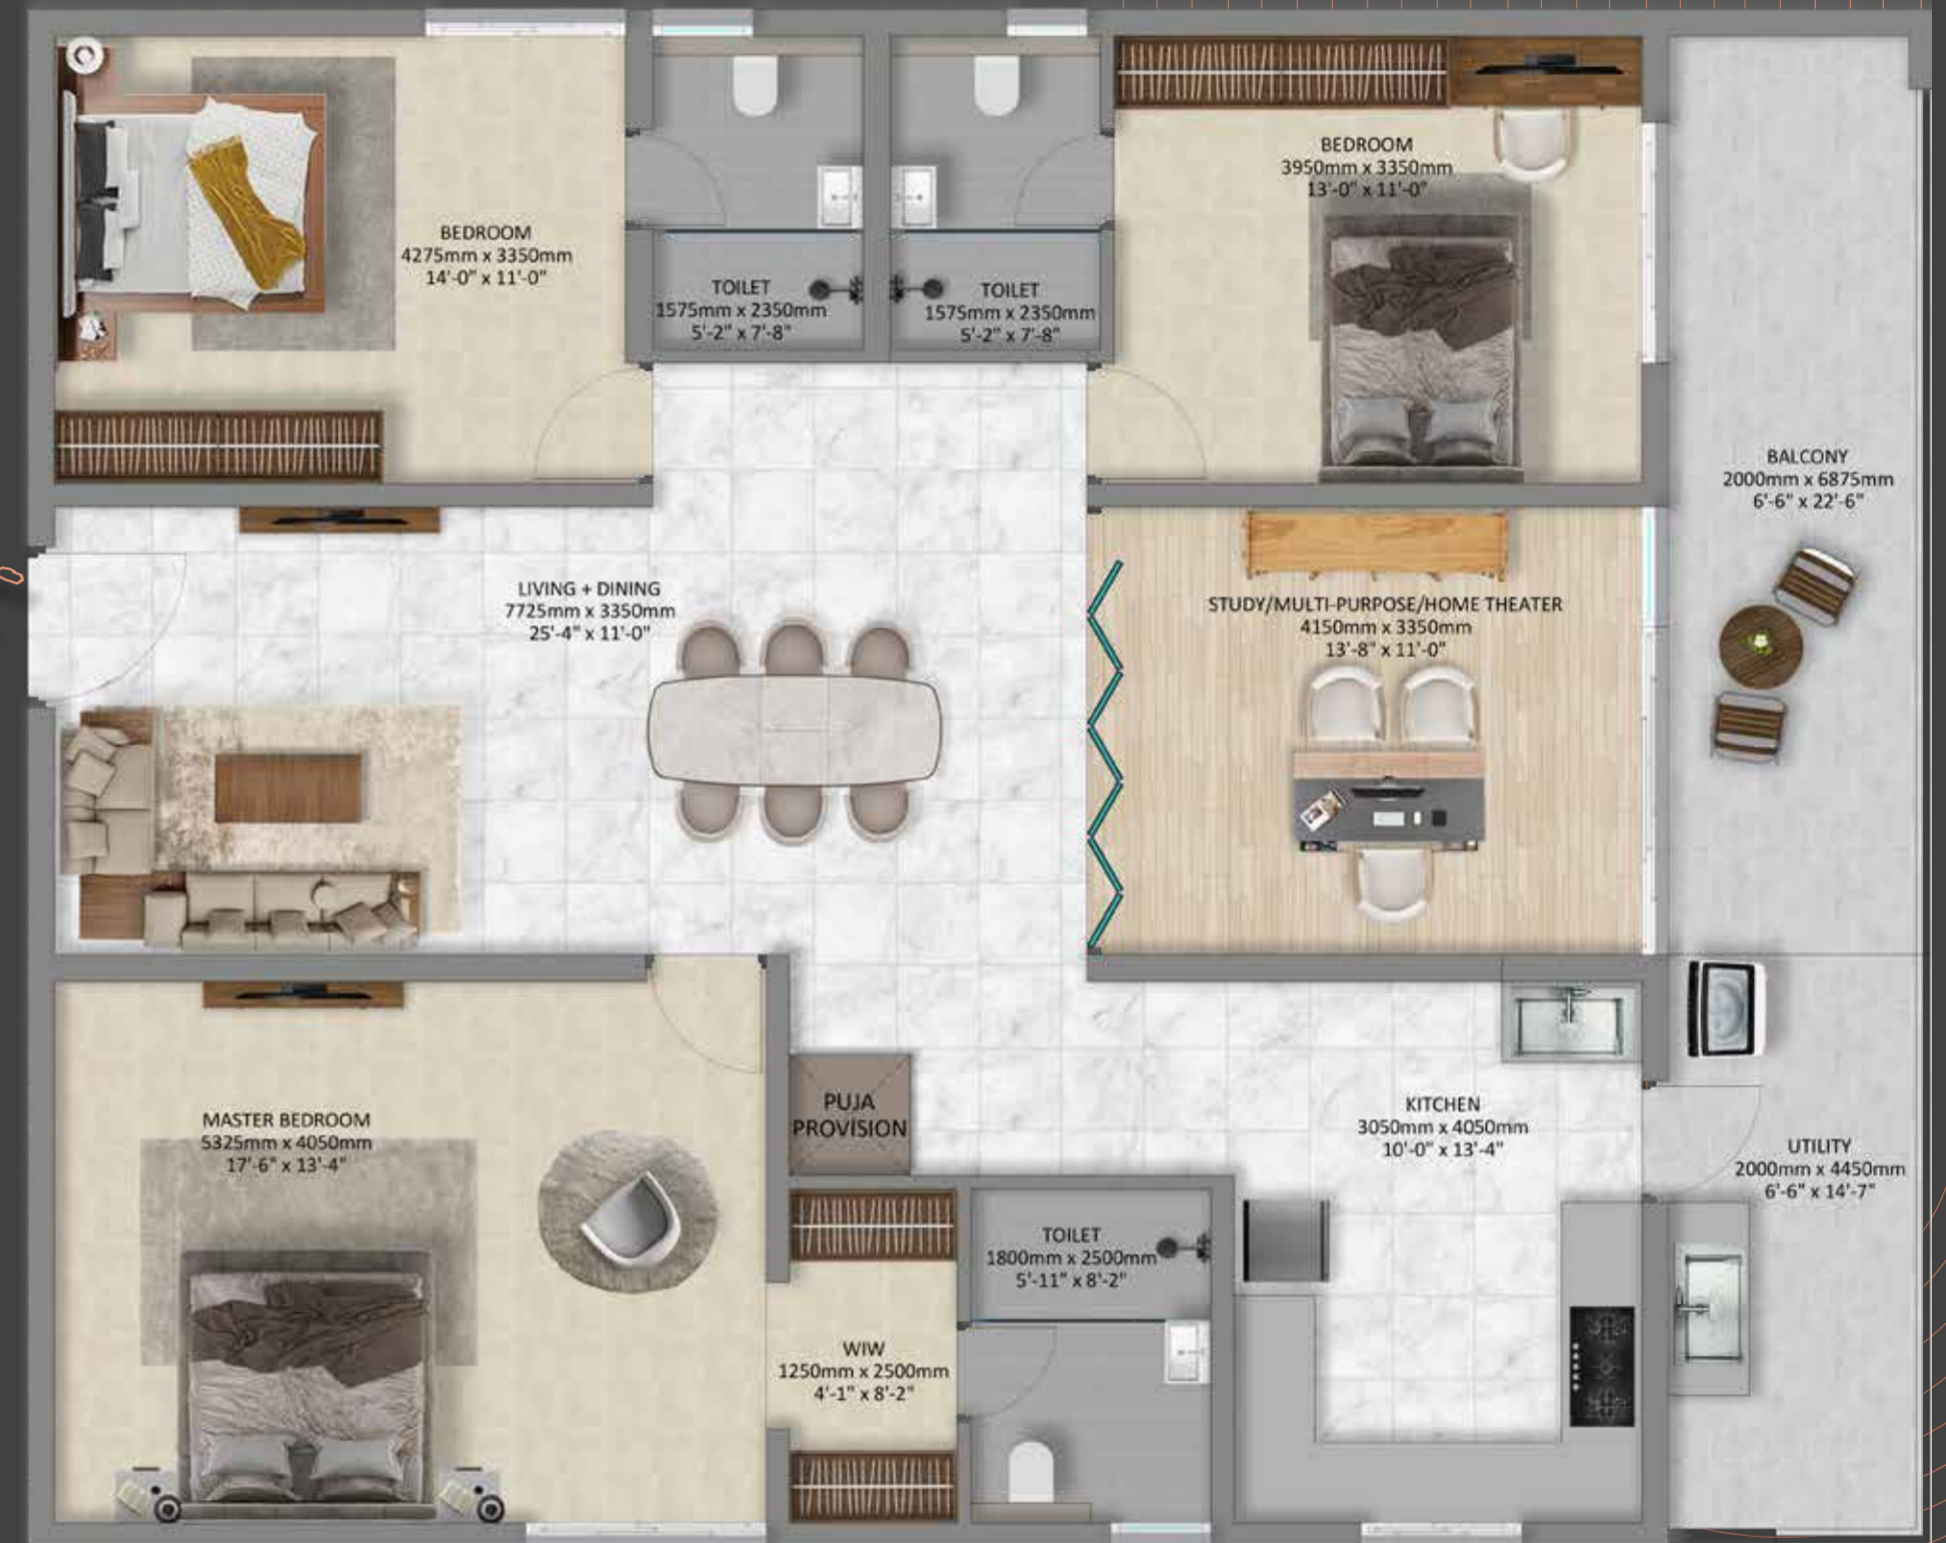 BEDROOM
4275mm x 3350mm
14'-0" x 11'-0"
TOILET
1575mm x 2350mm
5'-2" x 7'-8"
TOILET
1575mm x 2350mm
5'-2" x 7'-8"
BEDROOM
3950mm x 3350mm
13'-0" x 11'-0"
BALCONY
2000mm x 6875mm
6'-6" x 22'-6"
LIVING + DINING
7725mm x 3350mm
25'-4" x 11'-0"
STUDY/MULTI-PURPOSE/HOME THEATER
4150mm x 3350mm
13'-8" x 11'-0"
MASTER BEDROOM
5325mm x 4050mm
17'-6" x 13'-4"
PUJA
PROVISION
KITCHEN
3050mm x 4050mm
10'-0" x 13'-4"
UTILITY
2000mm x 4450mm
6'-6" x 14'-7"
TOILET
1800mm x 2500mm
5'-11" x 8'-2"
WIW
1250mm x 2500mm
4'-1" x 8'-2"